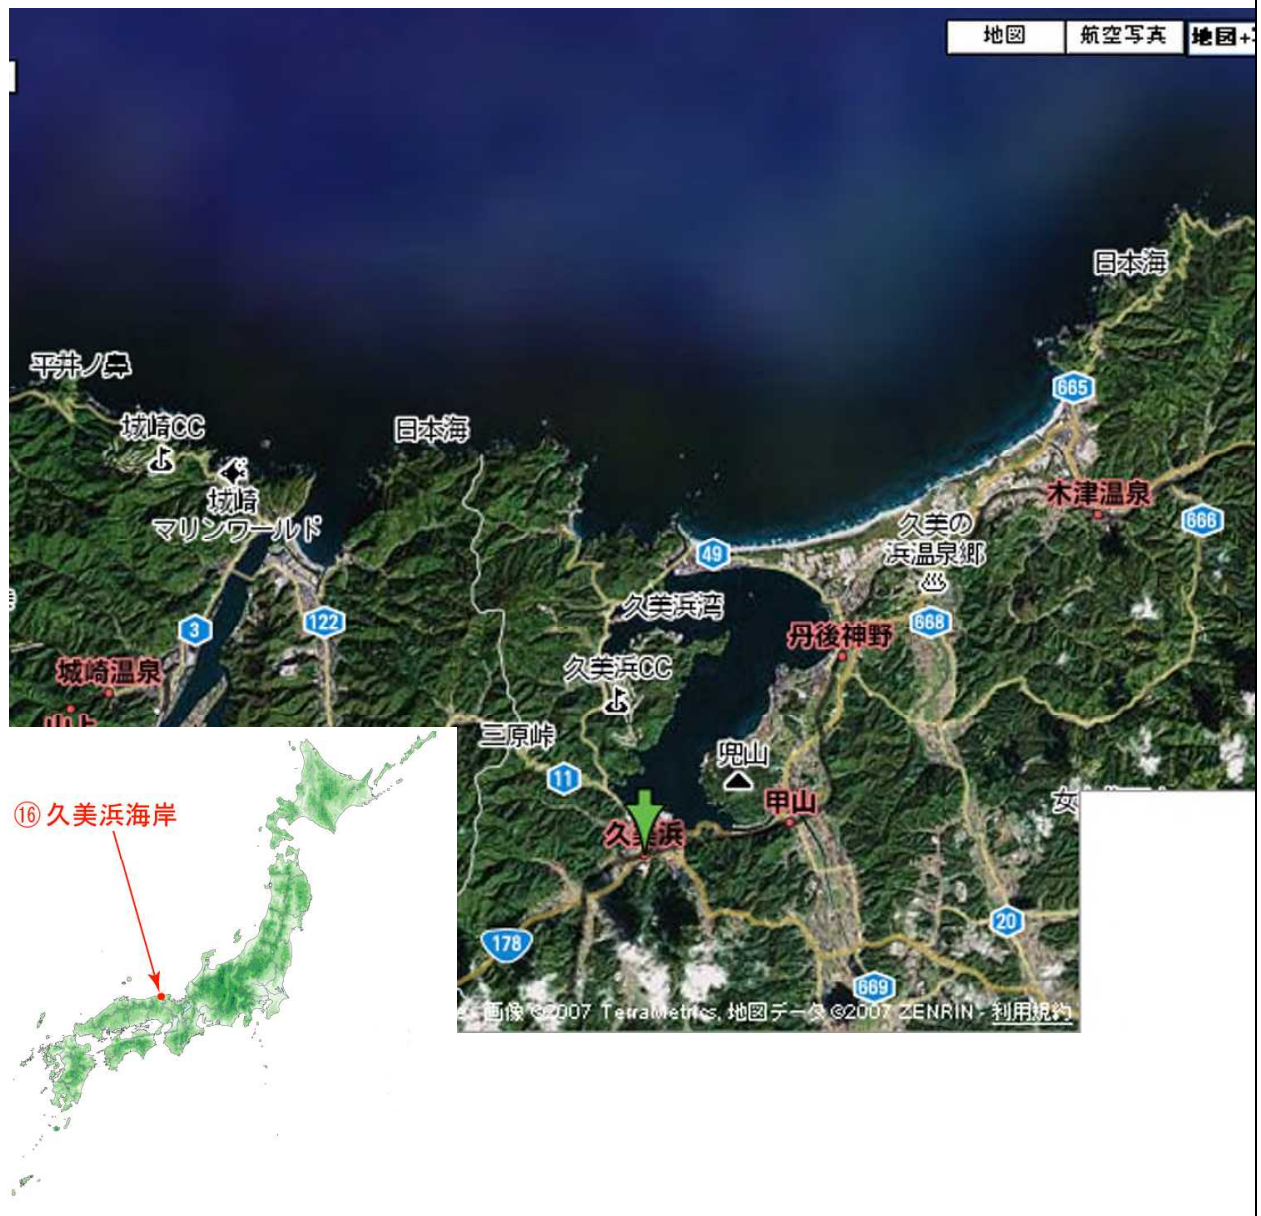 地図
航空写真
地図+
日本海
平井ノ鼻
665
城崎CC
日本海
木津温泉
城崎
マリンワールド
久美の
浜温泉郷
666
49
久美浜湾
3
122
668
丹後神野
城崎温泉
久美浜CC
三原峠
兜山
11
甲山
⑯ 久美浜海岸
久美浜
20
178
669
画像 ©2007 TerraMetrics, 地図データ ©2007 ZENRIN - 利用規約